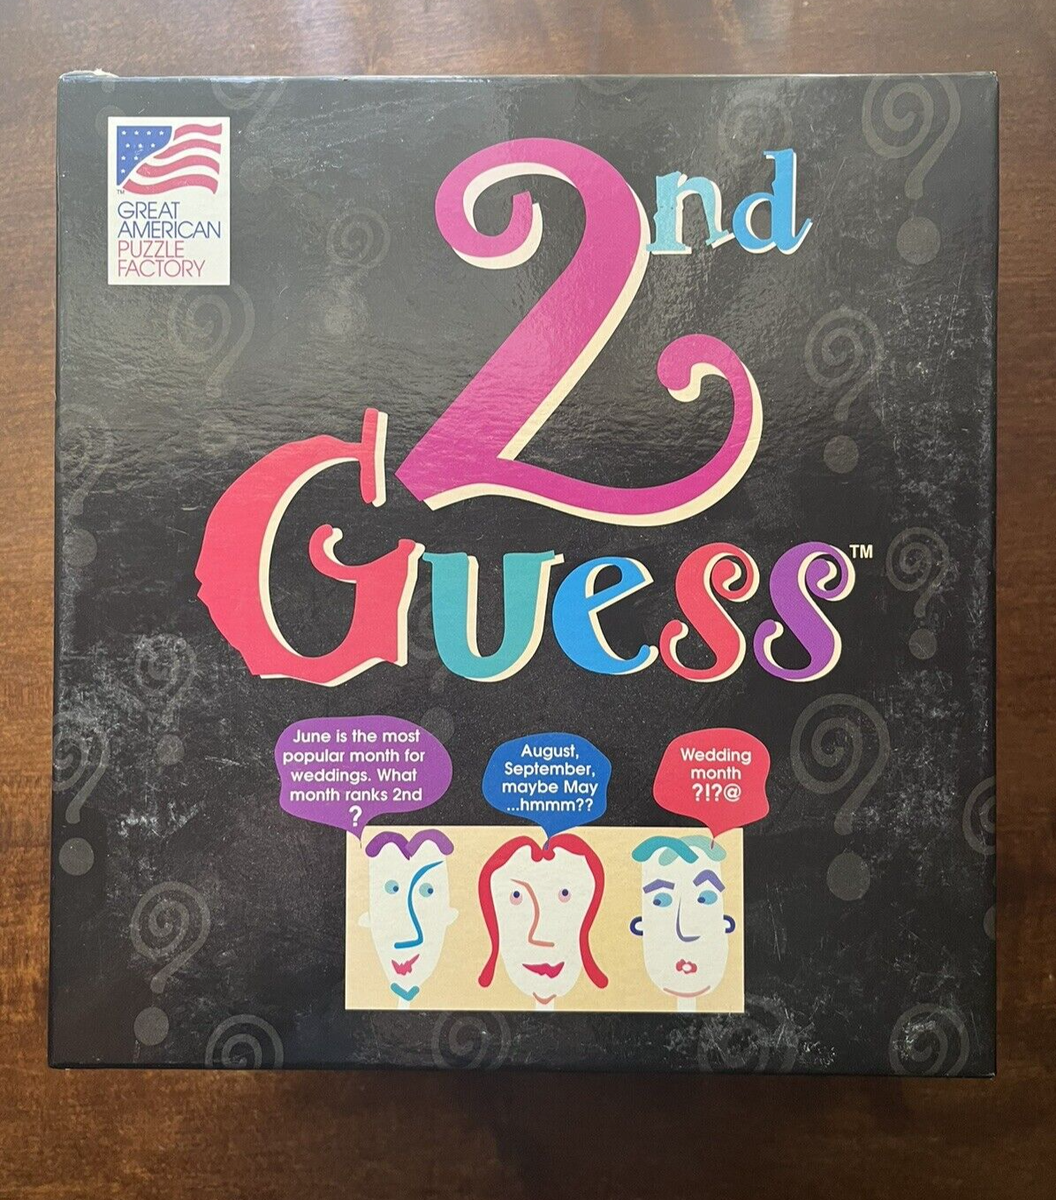 TM
GREAT
AMERICAN
PUZZLE
FACTORY
2nd
Guess™
June is the most
popular month for
weddings. What
month ranks 2nd
?
August,
September,
maybe May
...hmmm??
Wedding
month
?!?@